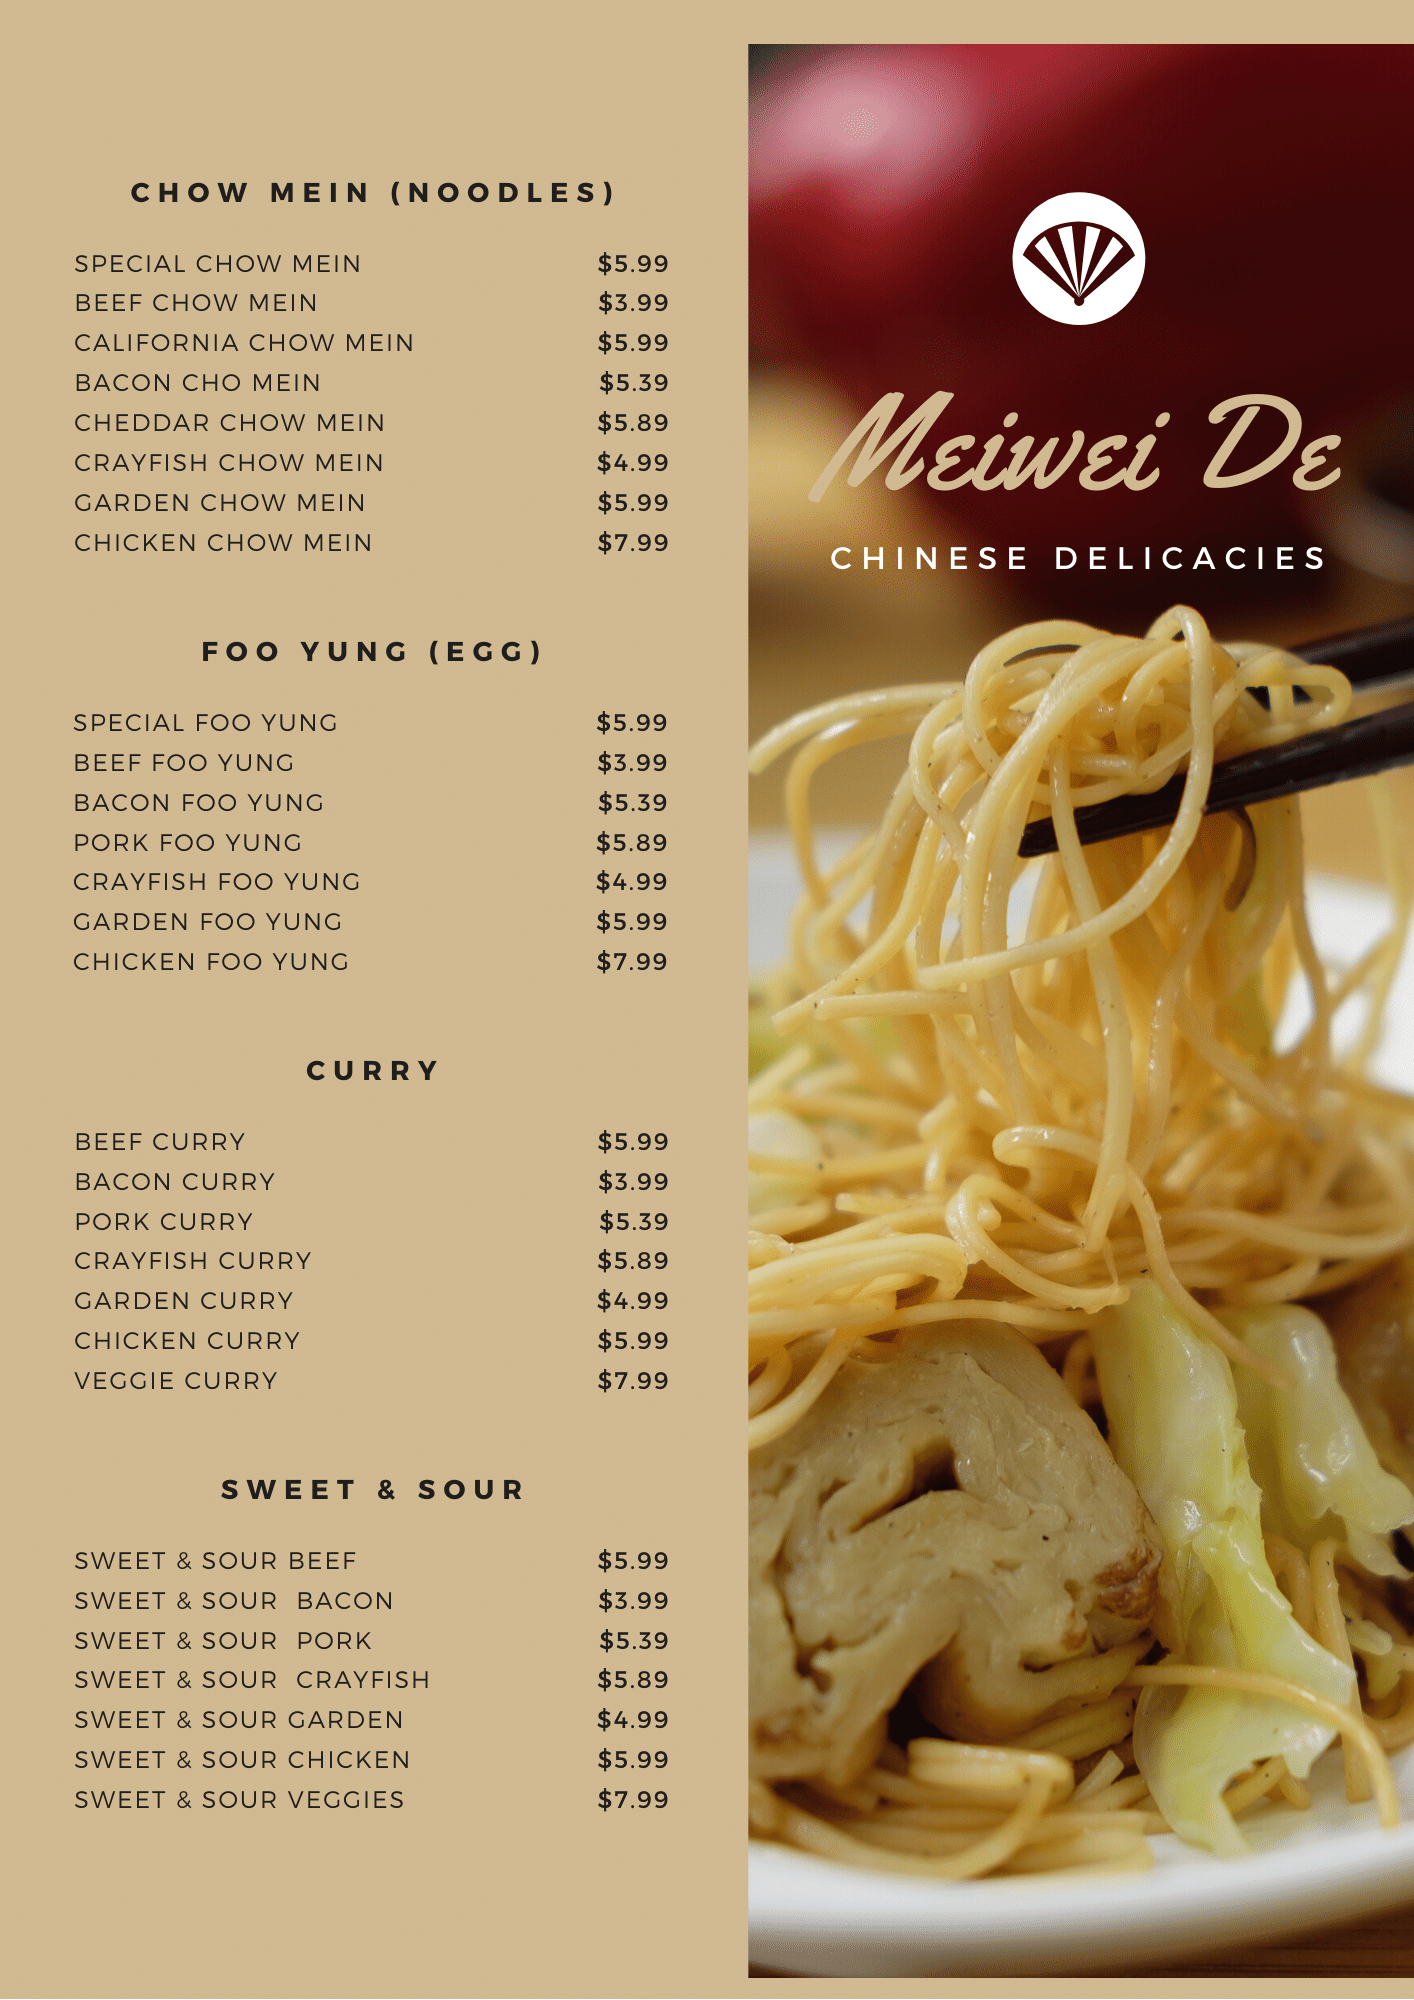 CHOW MEIN (NOODLES)
SPECIAL CHOW MEIN $5.99
BEEF CHOW MEIN $3.99
CALIFORNIA CHOW MEIN $5.99
BACON CHO MEIN $5.39
CHEDDAR CHOW MEIN $5.89
CRAYFISH CHOW MEIN $4.99
GARDEN CHOW MEIN $5.99
CHICKEN CHOW MEIN $7.99
FOO YUNG (EGG)
SPECIAL FOO YUNG $5.99
BEEF FOO YUNG $3.99
BACON FOO YUNG $5.39
PORK FOO YUNG $5.89
CRAYFISH FOO YUNG $4.99
GARDEN FOO YUNG $5.99
CHICKEN FOO YUNG $7.99
CURRY
BEEF CURRY $5.99
BACON CURRY $3.99
PORK CURRY $5.39
CRAYFISH CURRY $5.89
GARDEN CURRY $4.99
CHICKEN CURRY $5.99
VEGGIE CURRY $7.99
SWEET & SOUR
SWEET & SOUR BEEF $5.99
SWEET & SOUR BACON $3.99
SWEET & SOUR PORK $5.39
SWEET & SOUR CRAYFISH $5.89
SWEET & SOUR GARDEN $4.99
SWEET & SOUR CHICKEN $5.99
SWEET & SOUR VEGGIES $7.99
Meiwei De
CHINESE DELICACIES